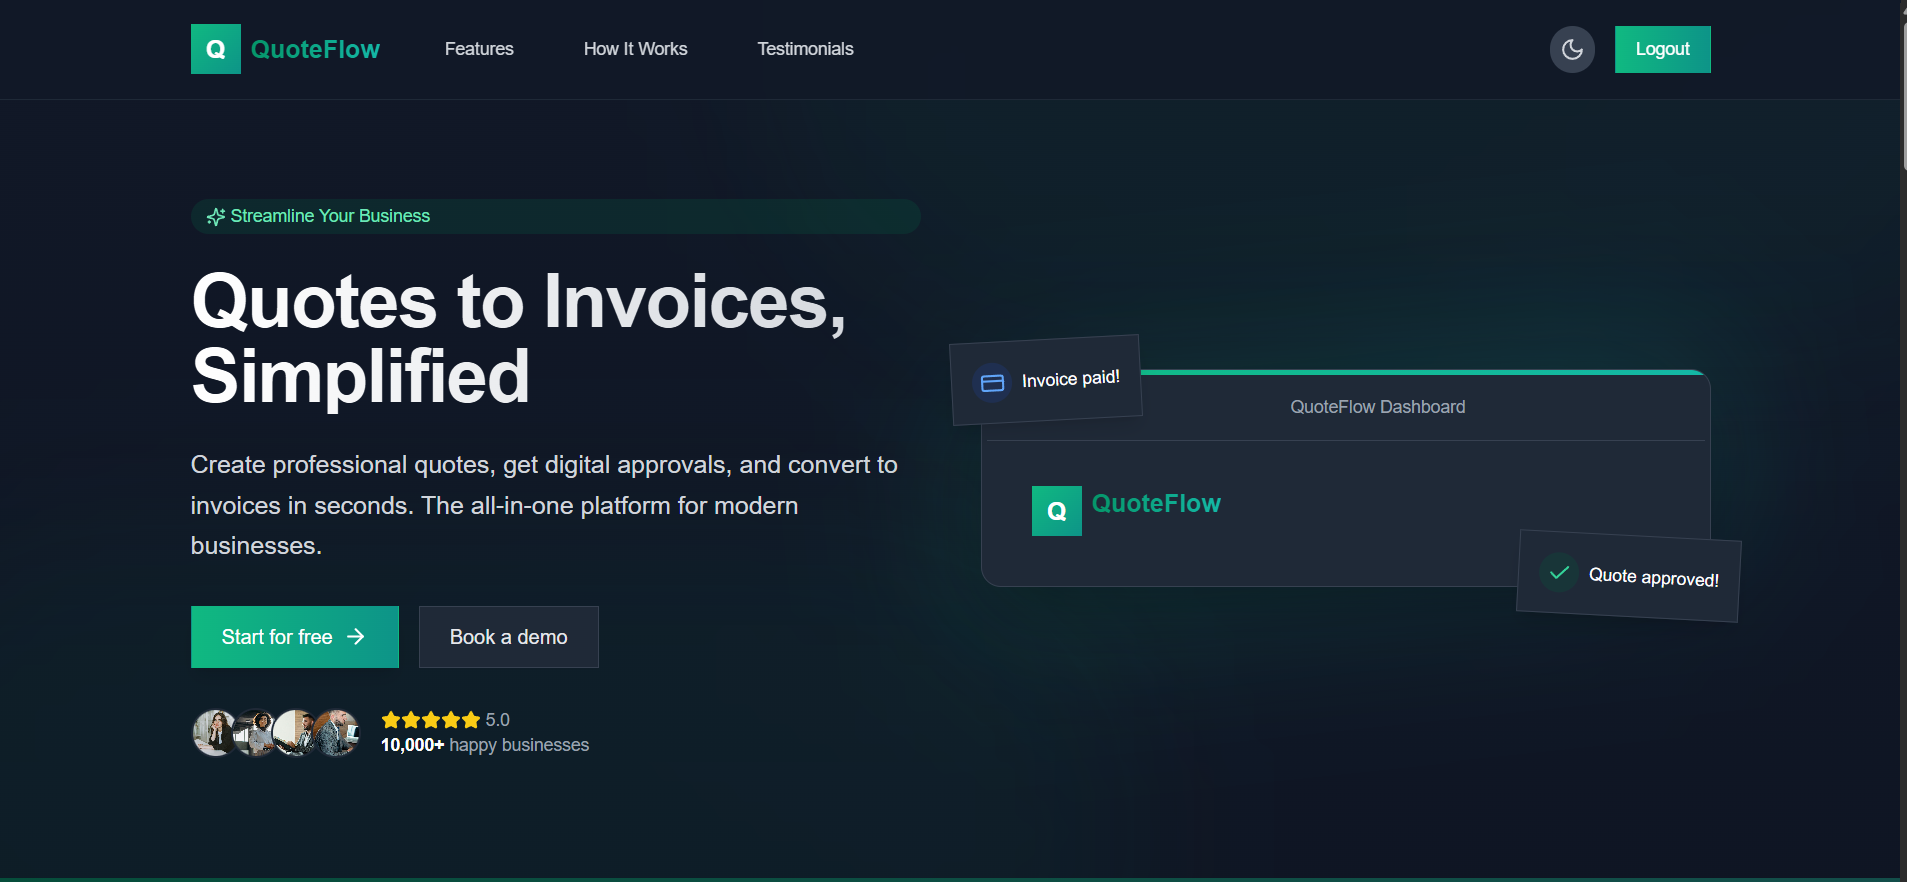 Q QuoteFlow Features How It Works Testimonials Logout
Streamline Your Business
Quotes to Invoices,
Simplified
Create professional quotes, get digital approvals, and convert to
invoices in seconds. The all-in-one platform for modern
businesses.
Start for free Book a demo
5.0
10,000+ happy businesses
Invoice paid!
QuoteFlow Dashboard
Q QuoteFlow
Quote approved!